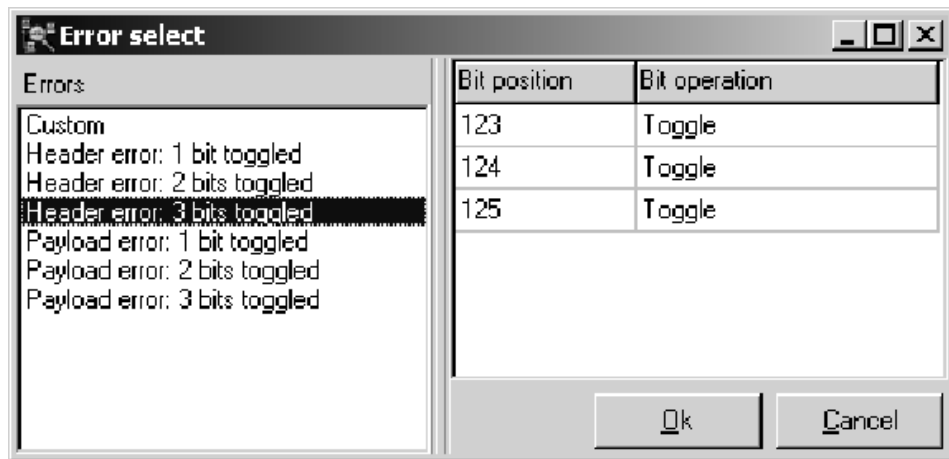 Error select
Errors
Custom
Header error: 1 bit toggled
Header error: 2 bits toggled
Header error: 3 bits toggled
Payload error: 1 bit toggled
Payload error: 2 bits toggled
Payload error: 3 bits toggled
Bit position Bit operation
123 Toggle
124 Toggle
125 Toggle
Ok Cancel